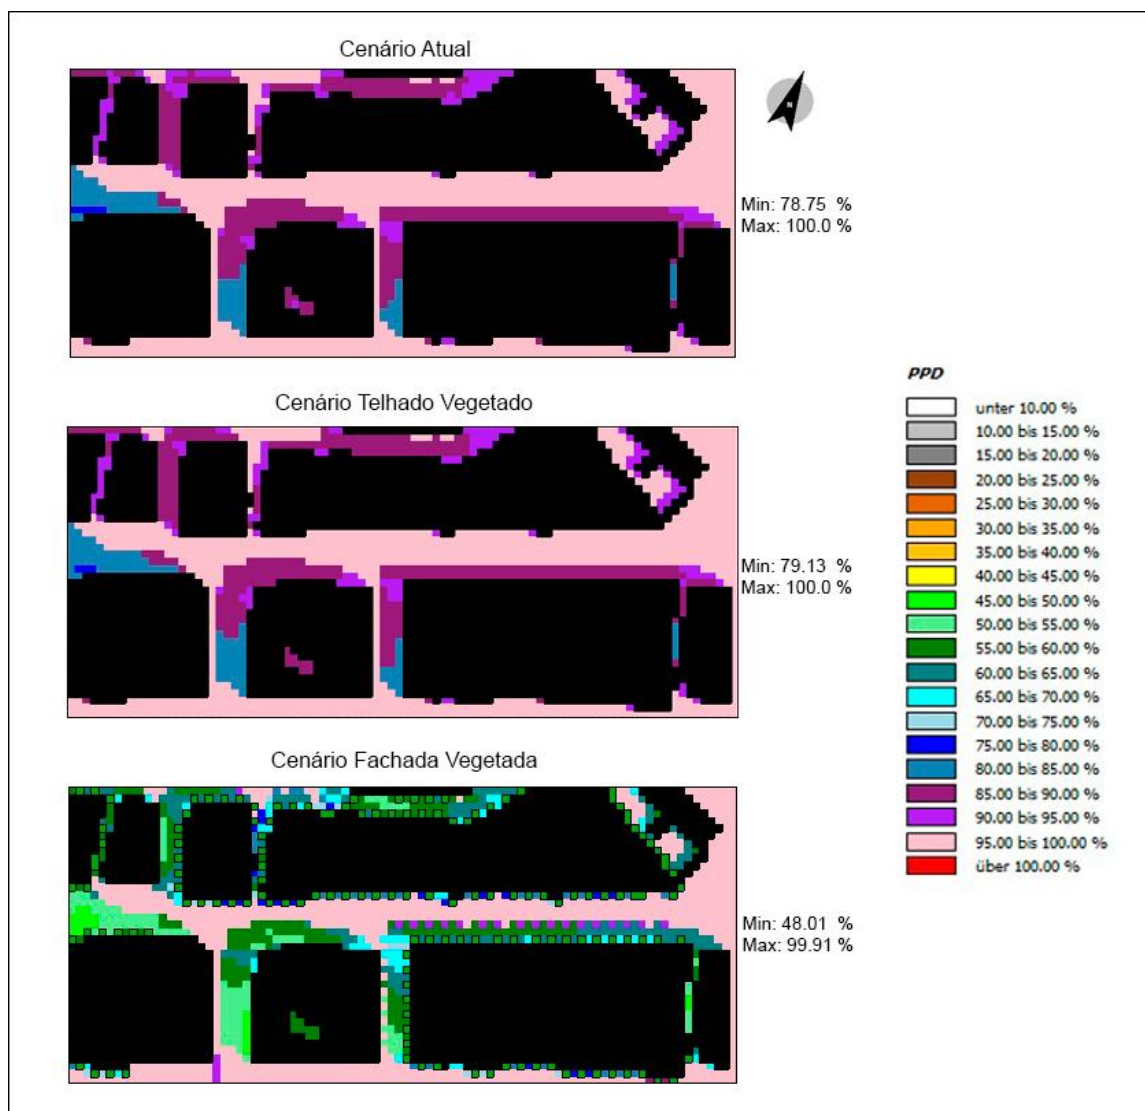 Cenário Atual
N
Min: 78.75 %
Max: 100.0 %
Cenário Telhado Vegetado
Min: 79.13 %
Max: 100.0 %
Cenário Fachada Vegetada
Min: 48.01 %
Max: 99.91 %
PPD
unter 10.00 %
10.00 bis 15.00 %
15.00 bis 20.00 %
20.00 bis 25.00 %
25.00 bis 30.00 %
30.00 bis 35.00 %
35.00 bis 40.00 %
40.00 bis 45.00 %
45.00 bis 50.00 %
50.00 bis 55.00 %
55.00 bis 60.00 %
60.00 bis 65.00 %
65.00 bis 70.00 %
70.00 bis 75.00 %
75.00 bis 80.00 %
80.00 bis 85.00 %
85.00 bis 90.00 %
90.00 bis 95.00 %
95.00 bis 100.00 %
über 100.00 %